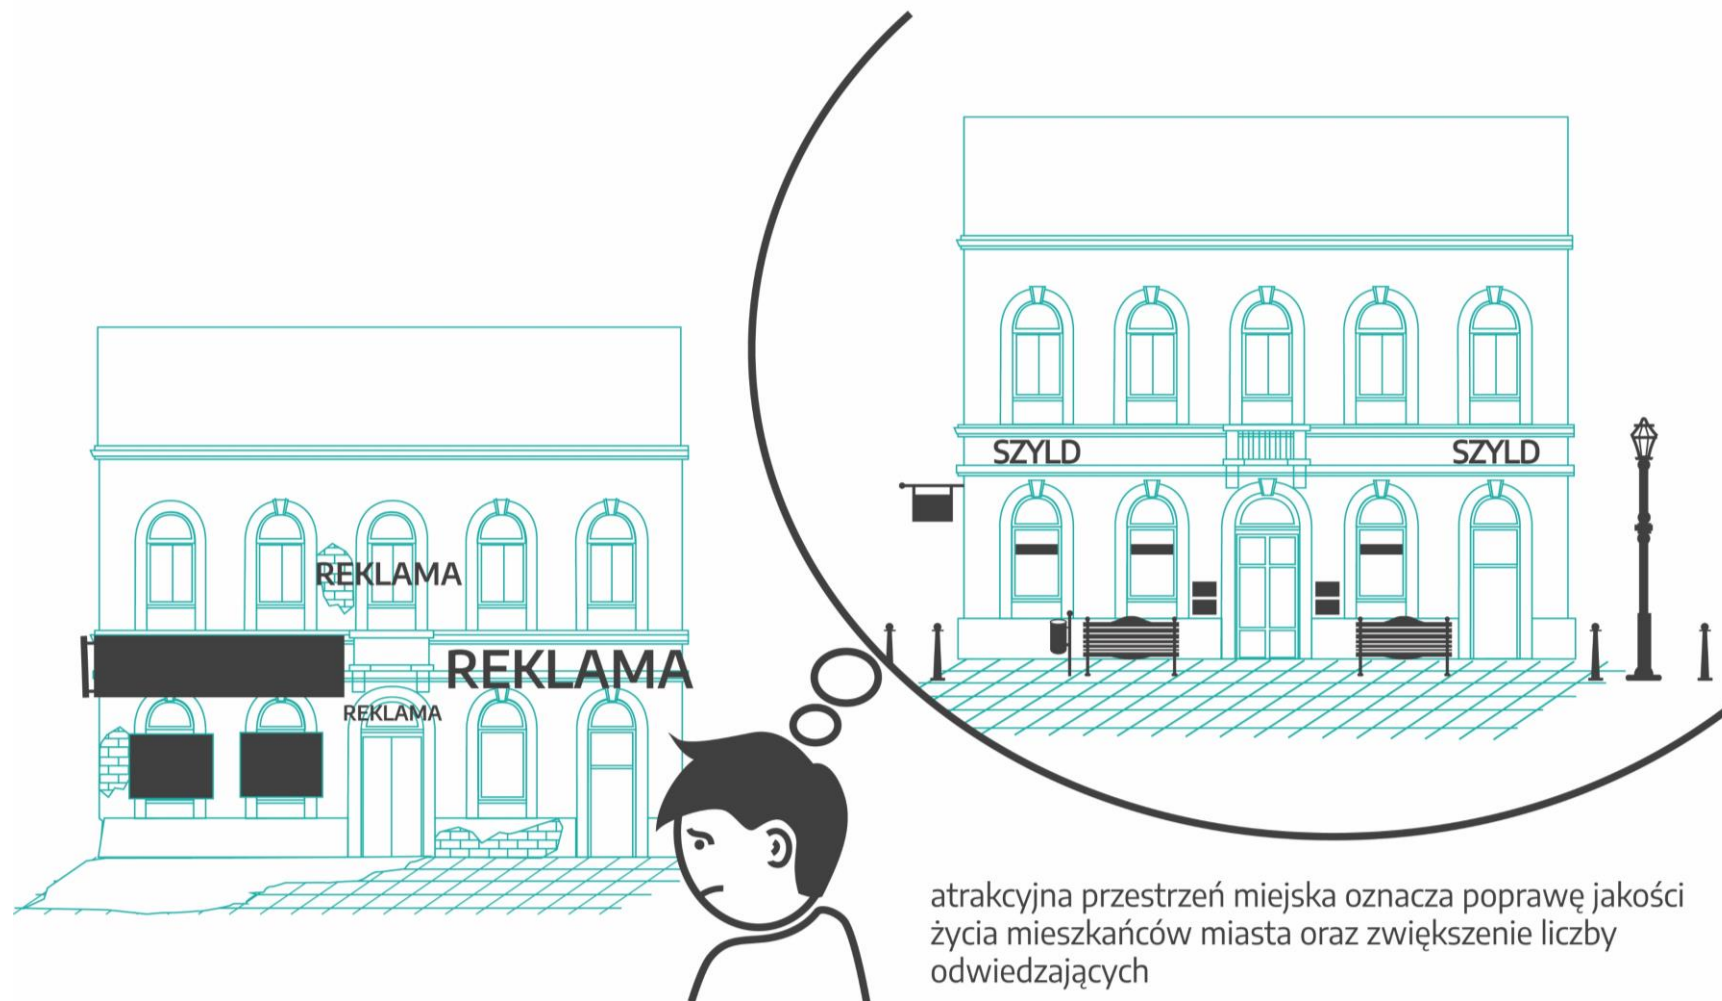 SZYLD
SZYLD
REKLAMA
REKLAMA
REKLAMA
atrakcyjna przestrzeń miejska oznacza poprawę jakości
życia mieszkańców miasta oraz zwiększenie liczby
odwiedzających